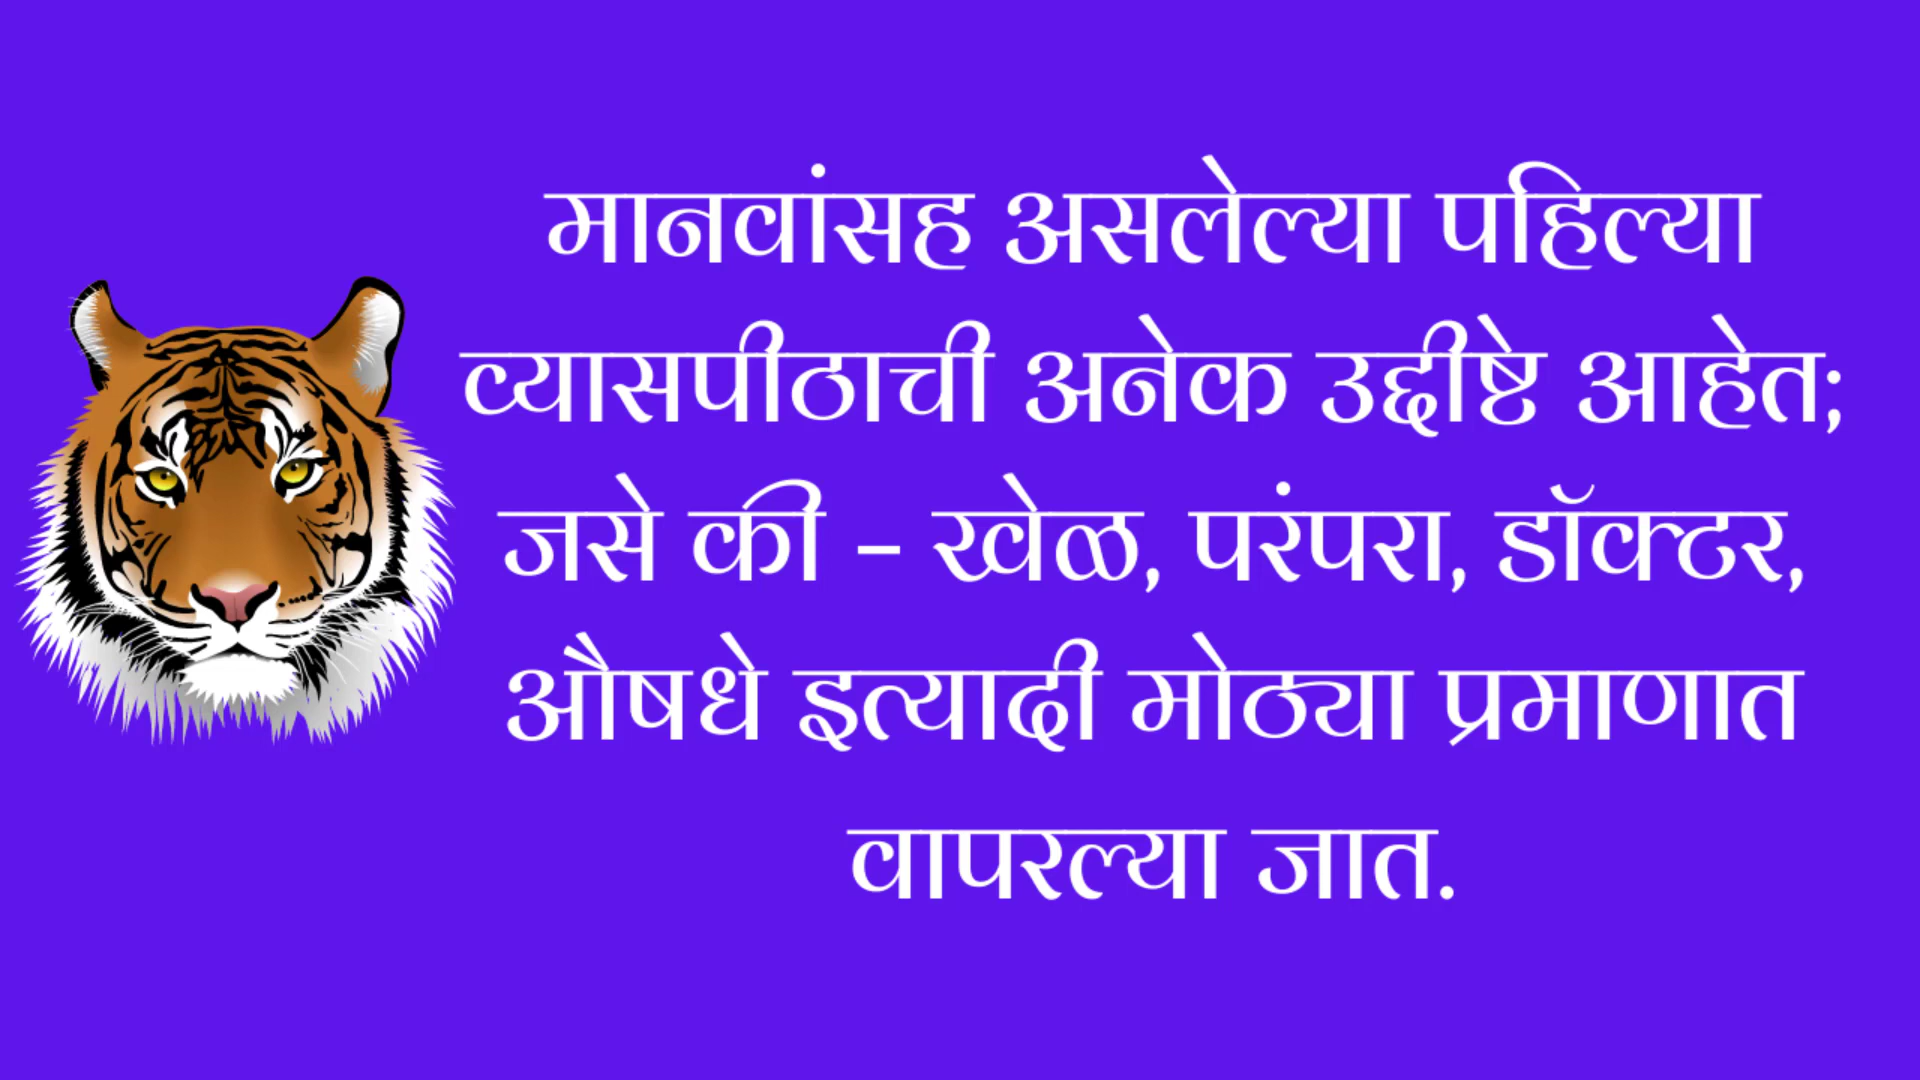 मानवांसह असलेल्या पहिल्या
व्यासपीठाची अनेक उद्दीष्टे आहेत;
जसे की – खेळ, परंपरा, डॉक्टर,
औषधे इत्यादी मोठ्या प्रमाणात
वापरल्या जात.